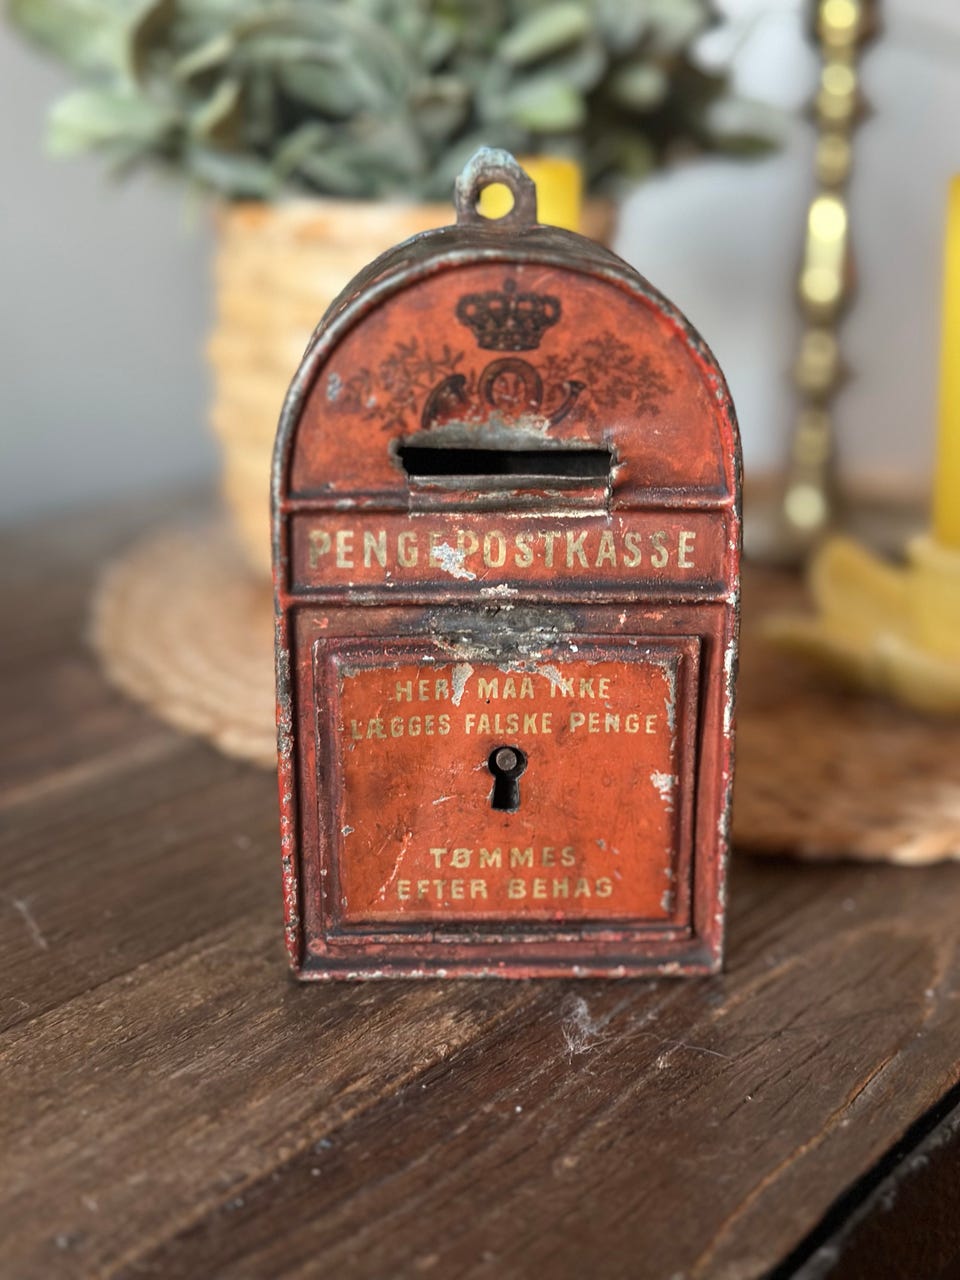 PENGEPOSTKASSE
HER MAA IKKE
LÆGGES FALSKE PENGE
TØMMES
EFTER BEHAG